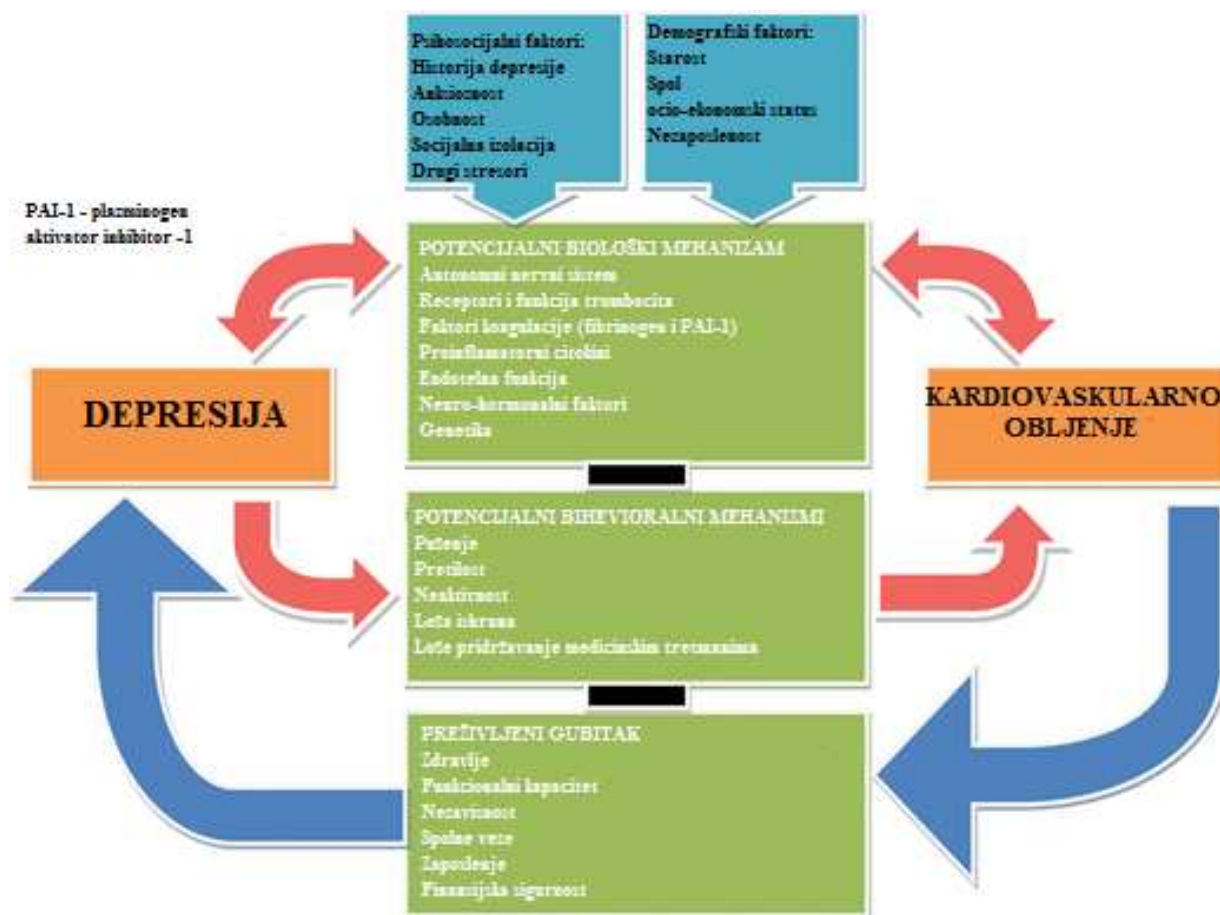 Psihosocijalni faktori:
Historija depresije
Anksioznost
Osobnost
Socijalna izolacija
Drugi stresori
Demografski faktori:
Starost
Spol
ocio-ekonomski status
Nezaposlenost
PAI-1 - plazminogen
aktivator inhibitor -1
POTENCIJALNI BIOLOŠKI MEHANIZAM
Autonomni nervni sistem
Receptori i funkcija trombocita
Faktori koagulacije (fibrinogen i PAI-1)
Proinflamatorni citokini
Endotelna funkcija
Neuro-hormonalni faktori
Genetika
DEPRESIJA
KARDIOVASKULARNO
OBLJENJE
POTENCIJALNI BIHEVIORALNI MEHANIZMI
Pušenje
Pretilost
Neaktivnost
Loša ishrana
Loše pridržavanje medicinskim tretmanima
PREŽIVLJENI GUBITAK
Zdravlje
Funkcionalni kapacitet
Nezavisnost
Spolne veze
Zaposlenje
Finansijska sigurnost